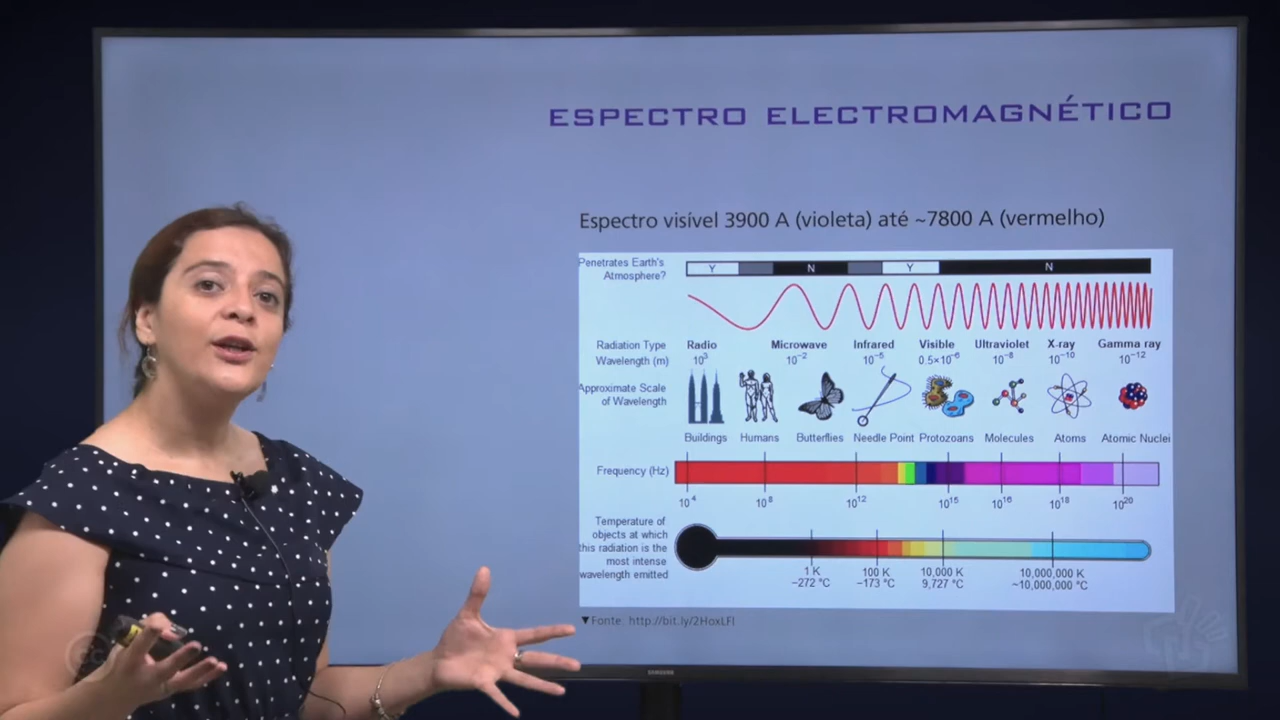 ESPECTRO ELECTROMAGNÉTICO
Espectro visível 3900 A (violeta) até ~7800 A (vermelho)
Penetrates Earth's
Atmosphere?
Y N Y N
Radiation Type Radio Microwave Infrared Visible Ultraviolet X-ray Gamma ray
Wavelength (m) 10³ 10⁻² 10⁻⁵ 0.5×10⁻⁶ 10⁻⁸ 10⁻¹⁰ 10⁻¹²
Approximate Scale
of Wavelength
Buildings Humans Butterflies Needle Point Protozoans Molecules Atoms Atomic Nuclei
Frequency (Hz)
10⁴ 10⁸ 10¹² 10¹⁵ 10¹⁶ 10¹⁸ 10²⁰
Temperature of
objects at which
this radiation is the
most intense
wavelength emitted
1 K 100 K 10,000 K 10,000,000 K
−272 °C −173 °C 9,727 °C ~10,000,000 °C
▼Fonte: http://bit.ly/2HoxLFl
SAMSUNG
cc